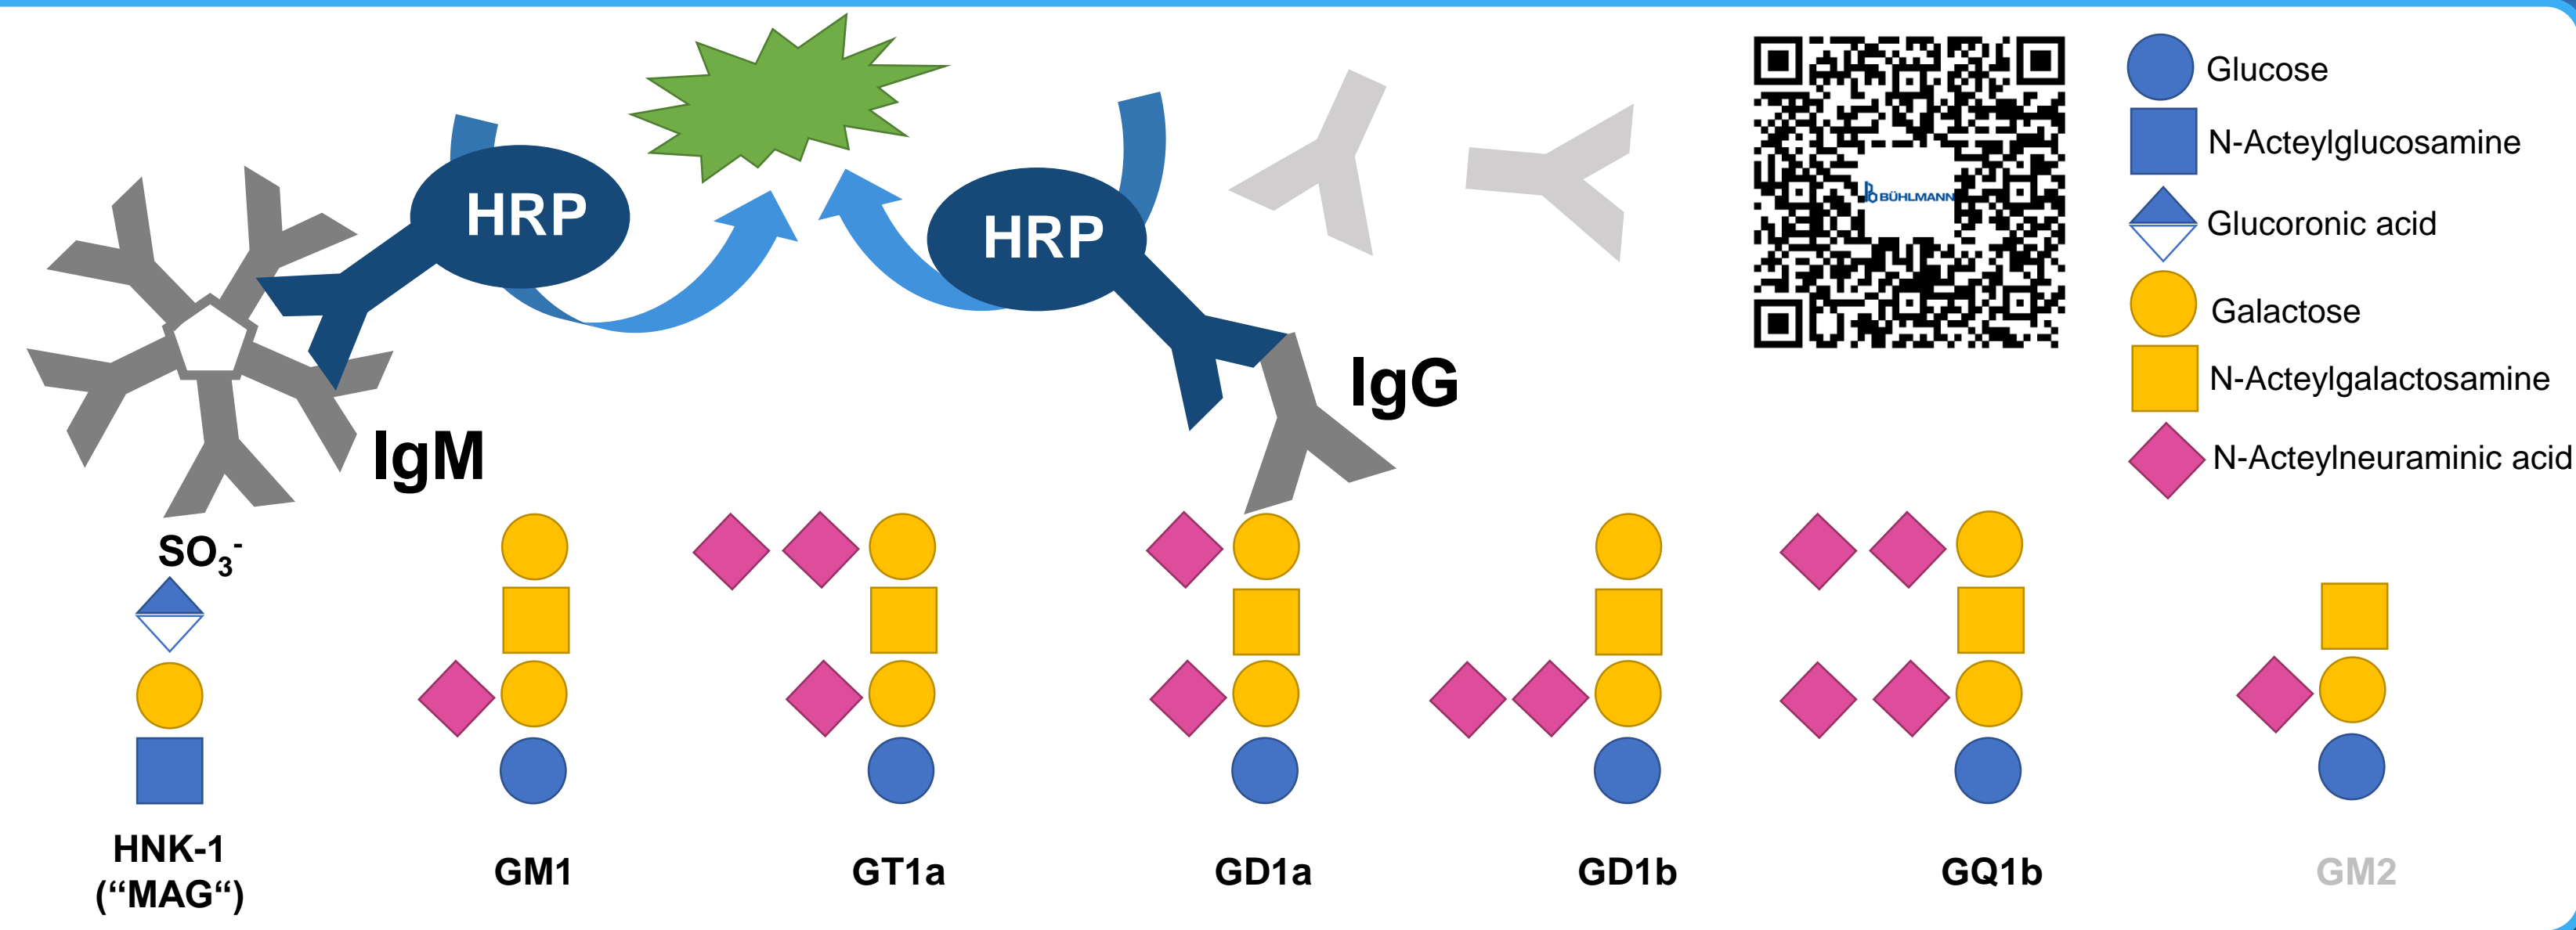 HRP
HRP
BÜHLMANN
Glucose
N-Acteylglucosamine
Glucoronic acid
Galactose
N-Acteylgalactosamine
N-Acteylneuraminic acid
IgM
IgG
SO₃⁻
HNK-1
(“MAG“)
GM1
GT1a
GD1a
GD1b
GQ1b
GM2